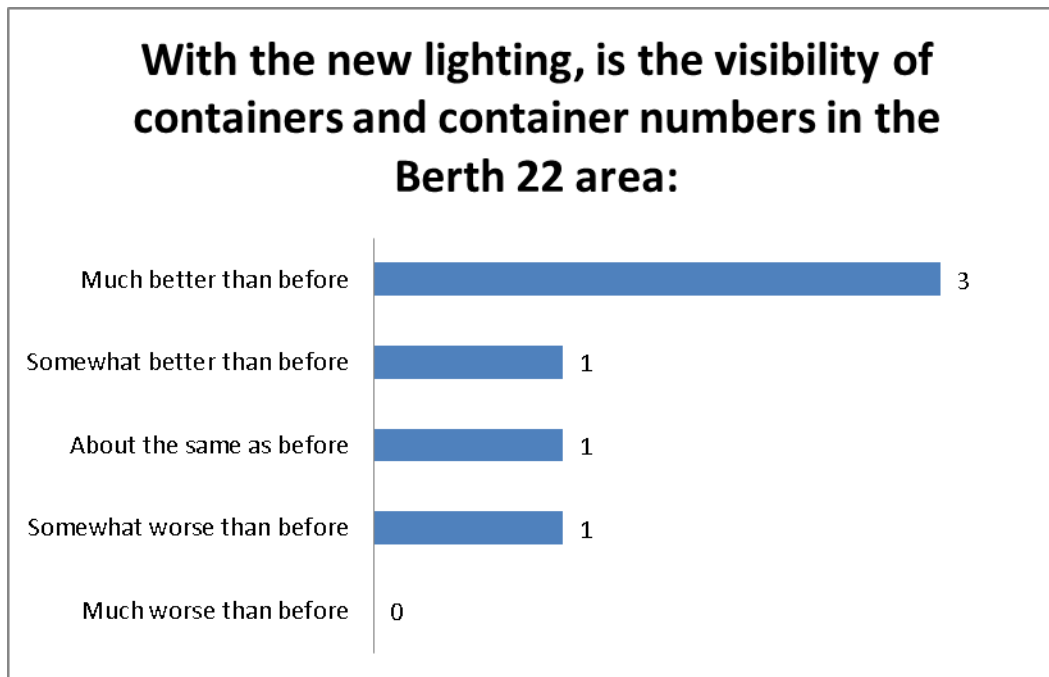 With the new lighting, is the visibility of
containers and container numbers in the
Berth 22 area:
Much better than before 3
Somewhat better than before 1
About the same as before 1
Somewhat worse than before 1
Much worse than before 0